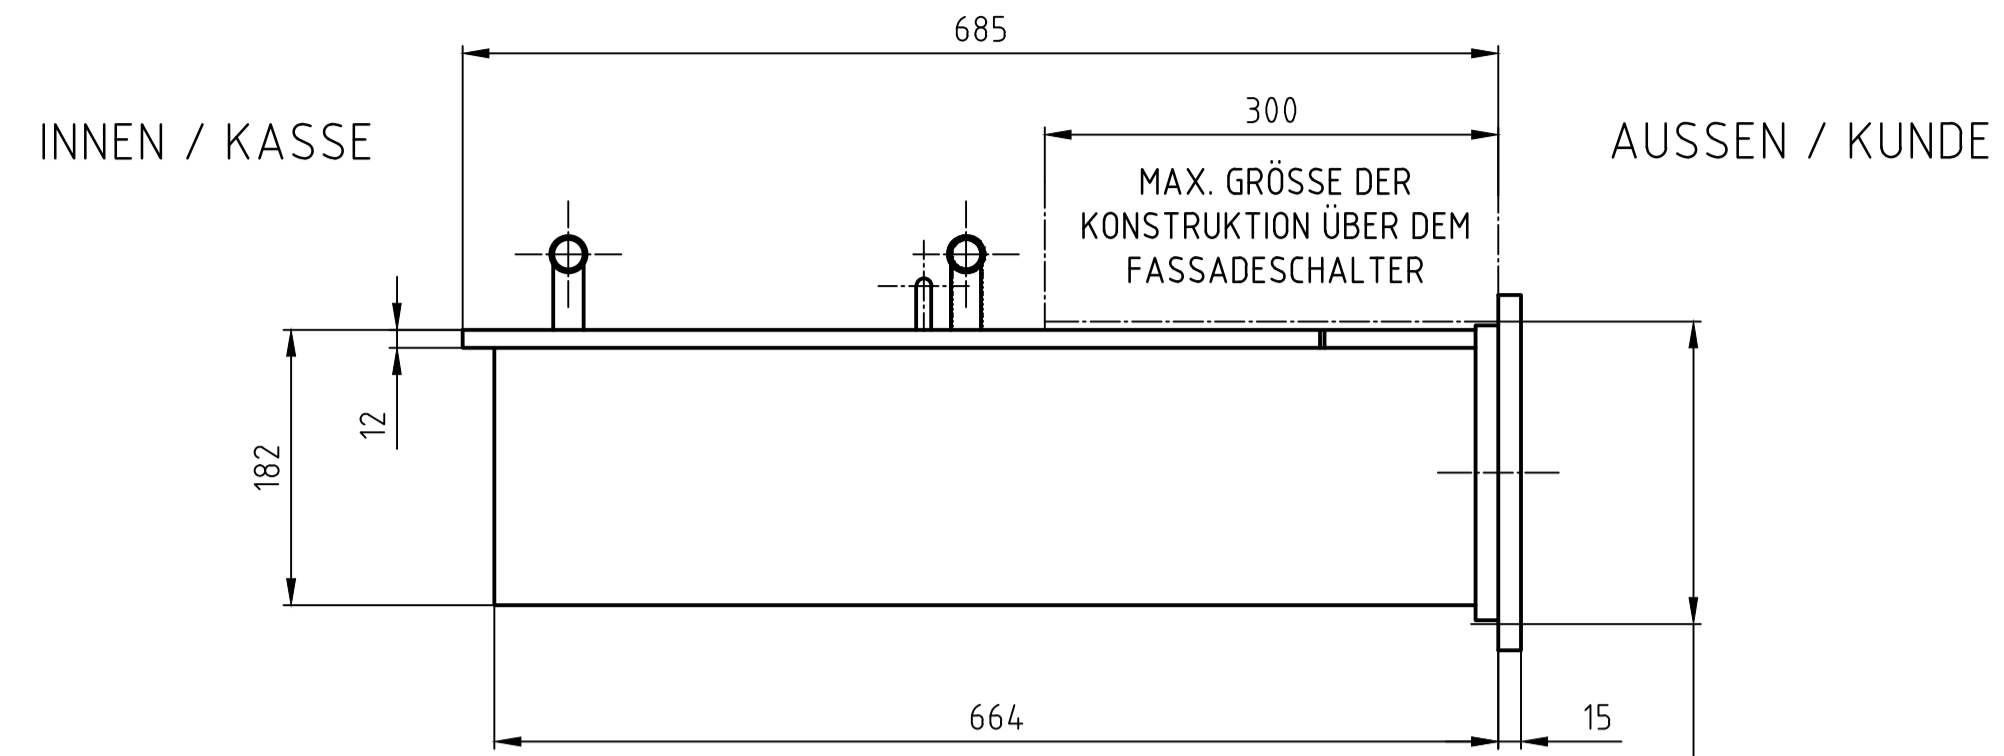 685
300
INNEN / KASSE
AUSSEN / KUNDE
MAX. GRÖSSE DER
KONSTRUKTION ÜBER DEM
FASSADESCHALTER
12
182
664
15